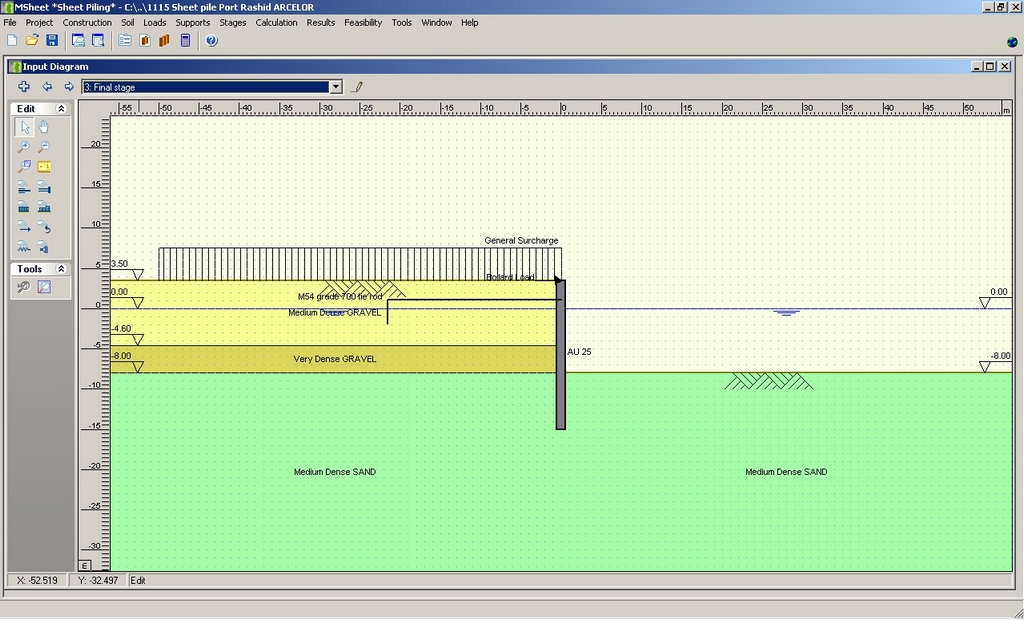 MSheet *Sheet Piling* - C:\..\1115 Sheet pile Port Rashid ARCELOR
File Project Construction Soil Loads Supports Stages Calculation Results Feasibility Tools Window Help
Input Diagram
3: Final stage
Edit
Tools
-55 -50 -45 -40 -35 -30 -25 -20 -15 -10 -5 0 5 10 15 20 25 30 35 40 45 50 m
20
15
10
5
0
-5
-10
-15
-20
-25
-30
E
General Surcharge
3.50
Bollard Load
0.00
M54 grade 700 tie rod
0.00
Medium Dense GRAVEL
-4.60
AU 25
-8.00
Very Dense GRAVEL
-8.00
Medium Dense SAND
Medium Dense SAND
X: -52.519 Y: -32.497 Edit